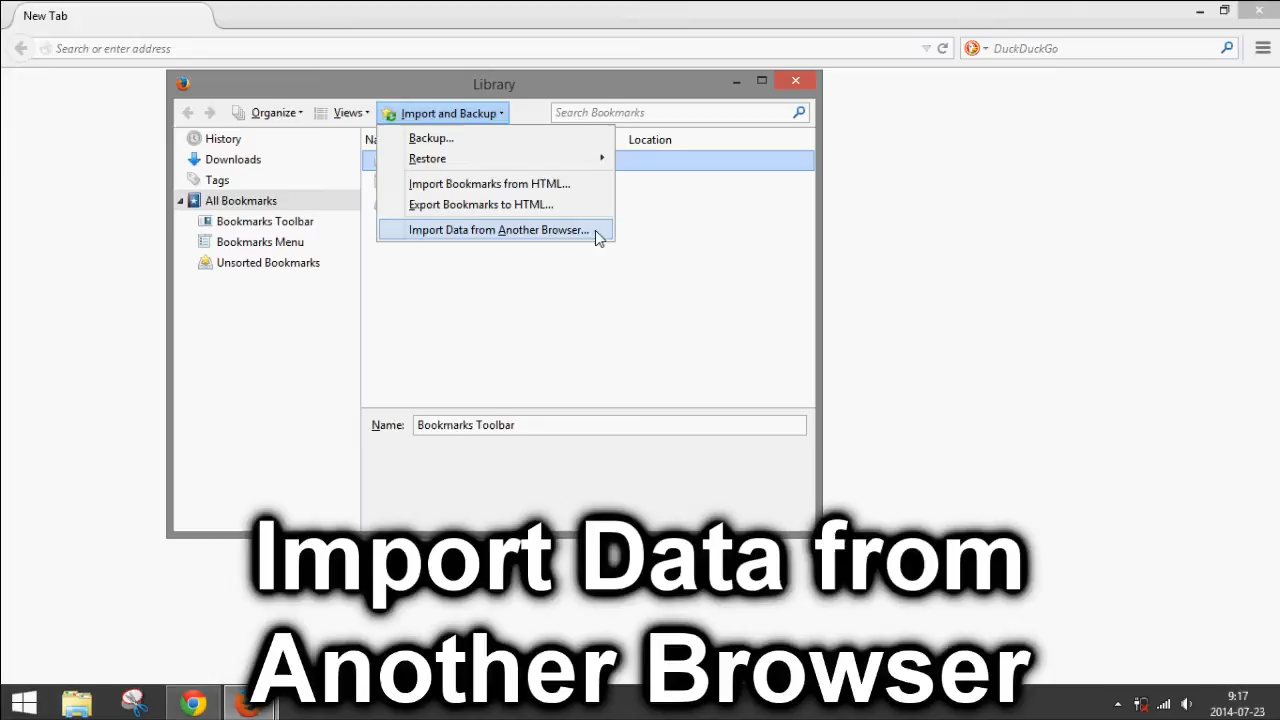 New Tab
Search or enter address
DuckDuckGo
Library
Organize
Views
Import and Backup
Search Bookmarks
History
Downloads
Tags
All Bookmarks
Bookmarks Toolbar
Bookmarks Menu
Unsorted Bookmarks
Na
Location
Backup...
Restore
Import Bookmarks from HTML...
Export Bookmarks to HTML...
Import Data from Another Browser...
Name: Bookmarks Toolbar
Import Data from
Another Browser
9:17
2014-07-23